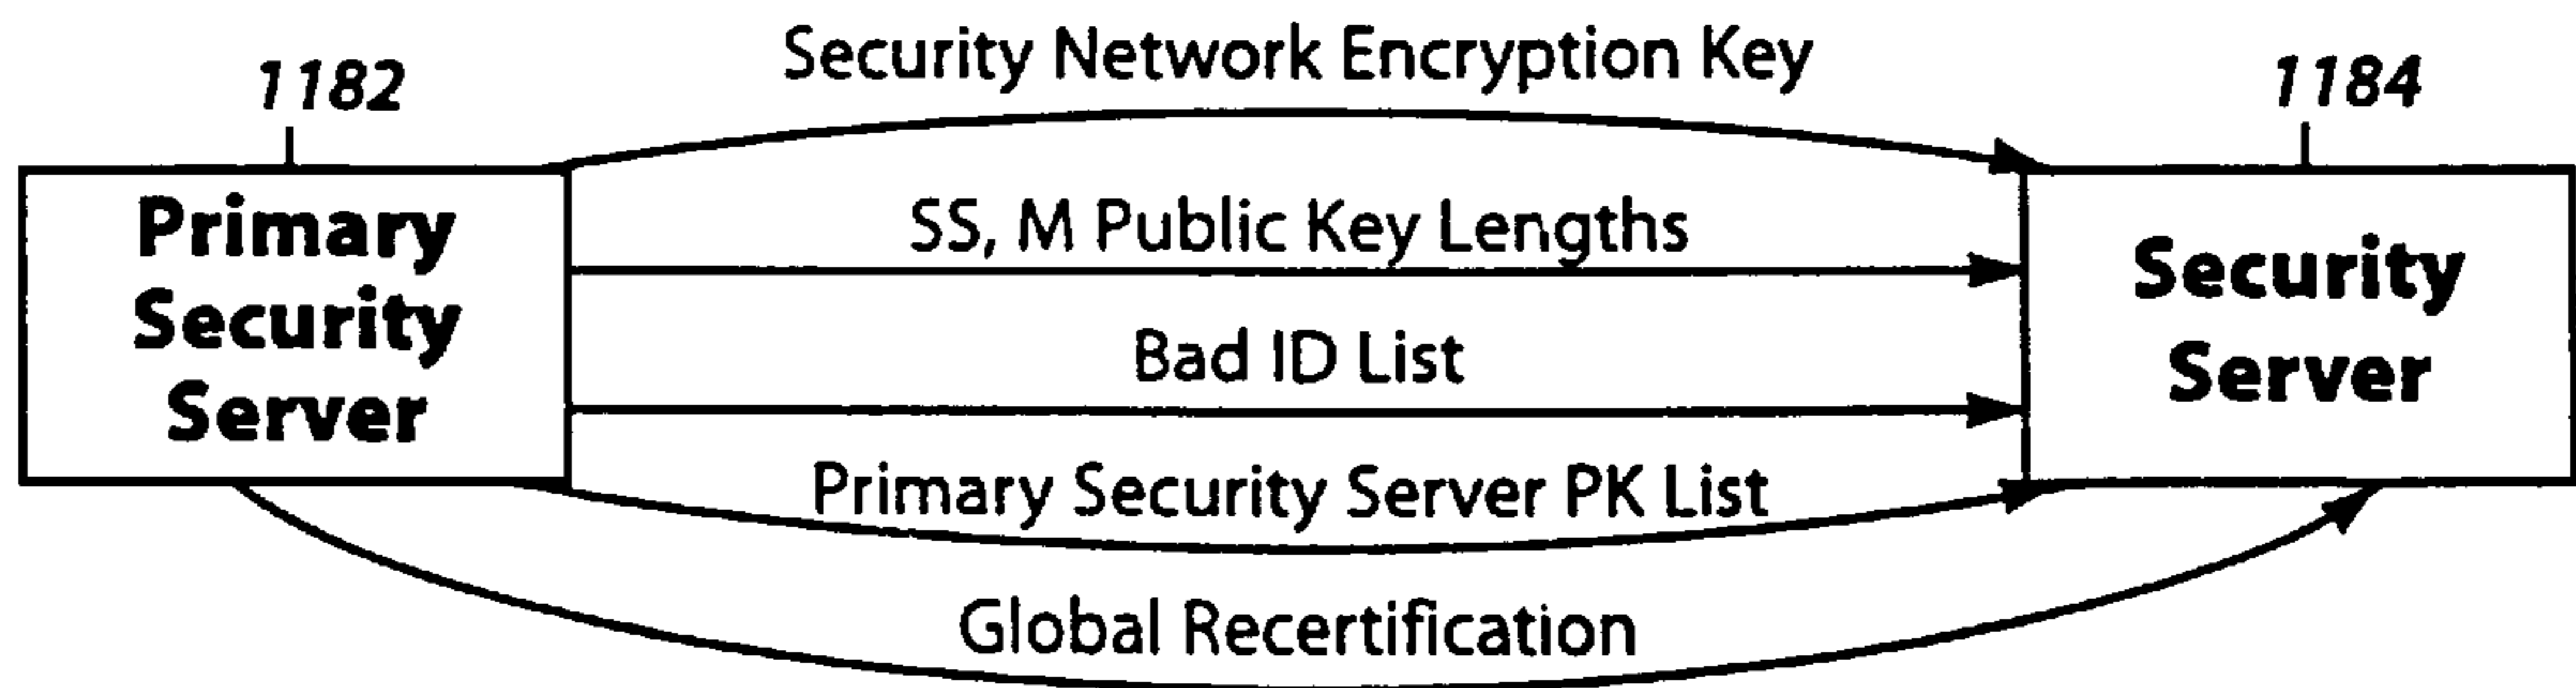 Security Network Encryption Key
1182
1184
Primary
Security
Server
SS, M Public Key Lengths
Bad ID List
Primary Security Server PK List
Global Recertification
Security
Server